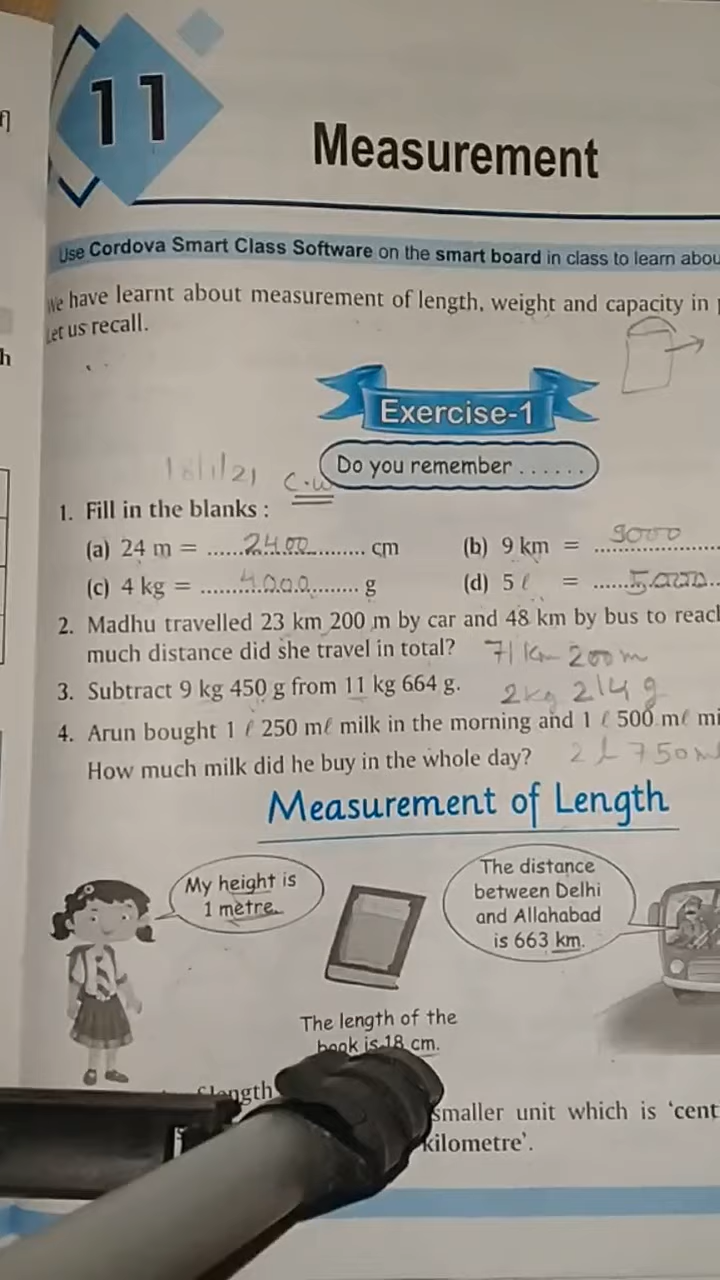 11
Measurement
Use Cordova Smart Class Software on the smart board in class to learn abou
We have learnt about measurement of length, weight and capacity in
Let us recall.
Exercise-1
18/1/21 C.W
Do you remember ......
1. Fill in the blanks :
(a) 24 m = ......2400............ cm (b) 9 km = 9000
(c) 4 kg = ......4000........ g (d) 5 ℓ = ......5000..
2. Madhu travelled 23 km 200 m by car and 48 km by bus to reach
much distance did she travel in total? 71 km 200 m
3. Subtract 9 kg 450 g from 11 kg 664 g. 2 kg 214 g
4. Arun bought 1 ℓ 250 mℓ milk in the morning and 1 ℓ 500 mℓ mi
How much milk did he buy in the whole day? 2 L 750 m
Measurement of Length
My height is
1 metre.
The distance
between Delhi
and Allahabad
is 663 km.
The length of the
book is 18 cm.
length
smaller unit which is ‘cent
kilometre’.